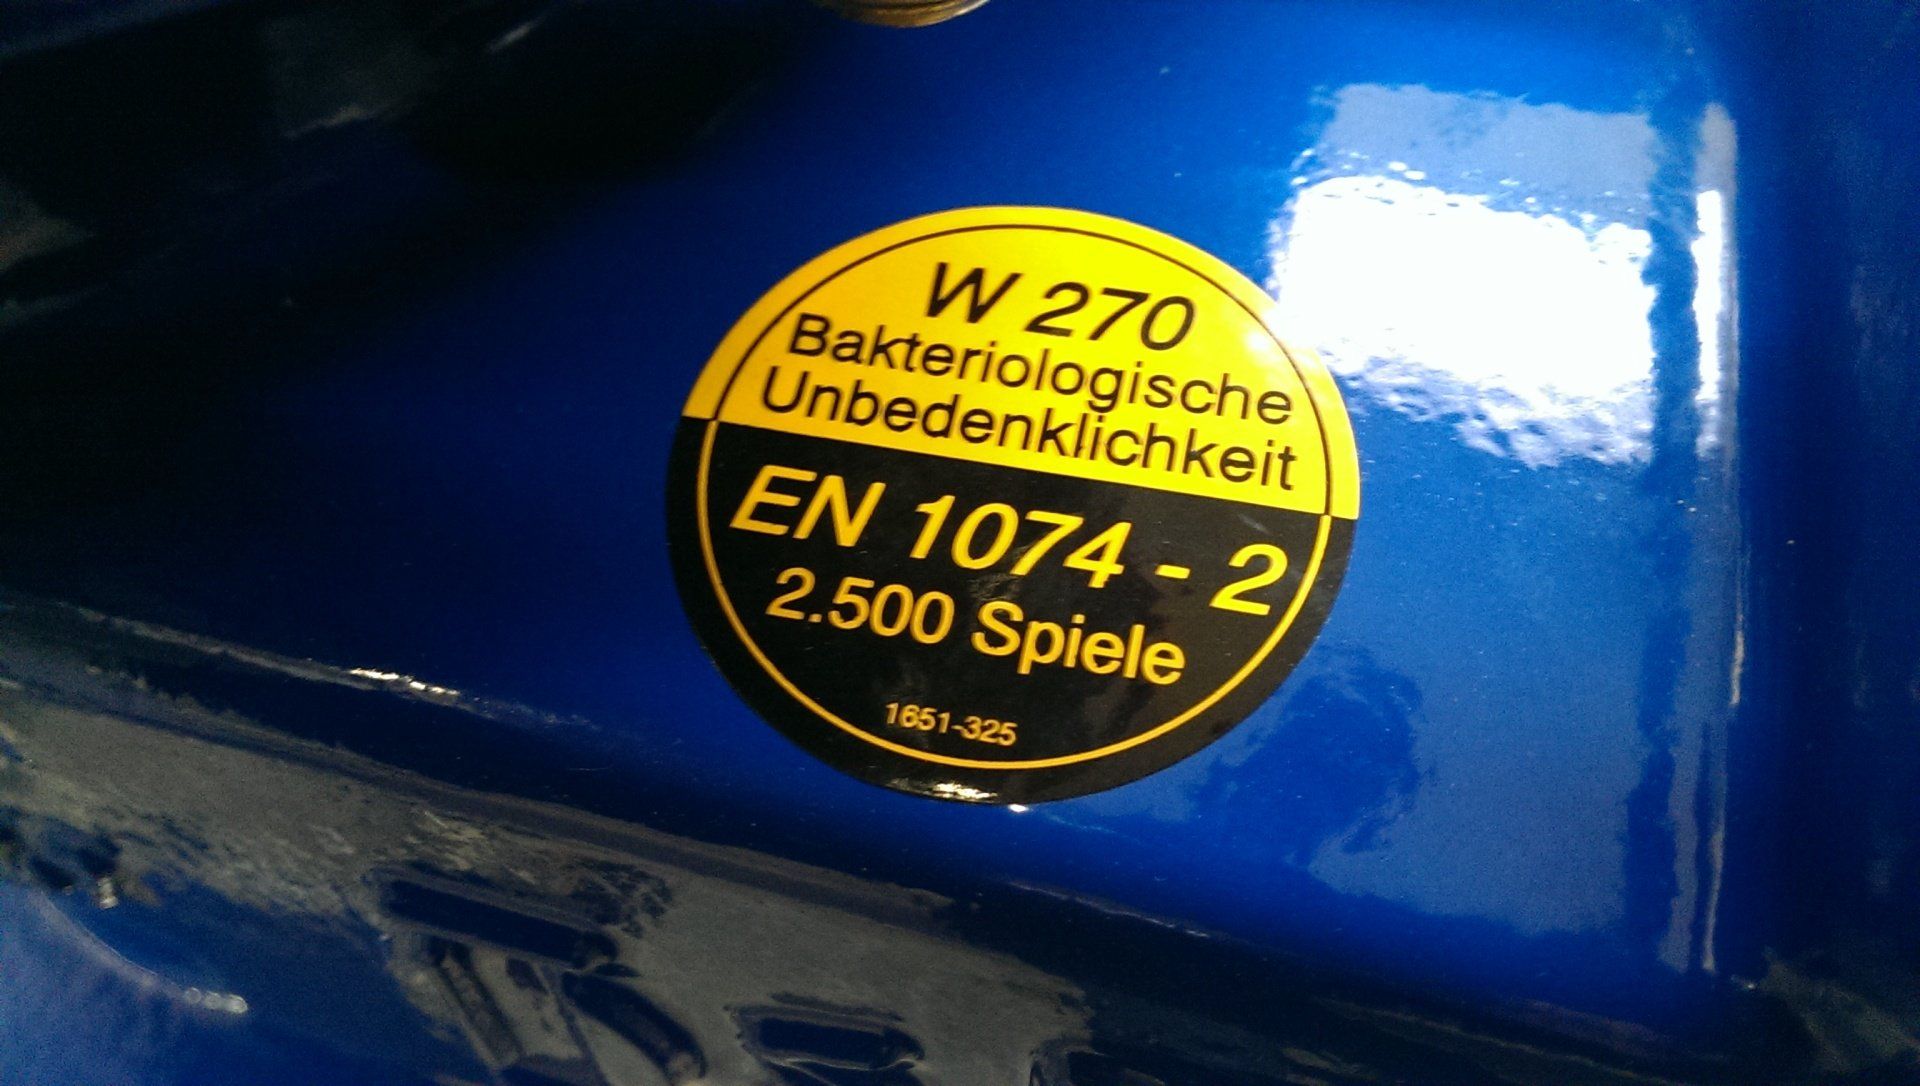 W 270
Bakteriologische
Unbedenklichkeit
EN 1074 - 2
2.500 Spiele
1651-325